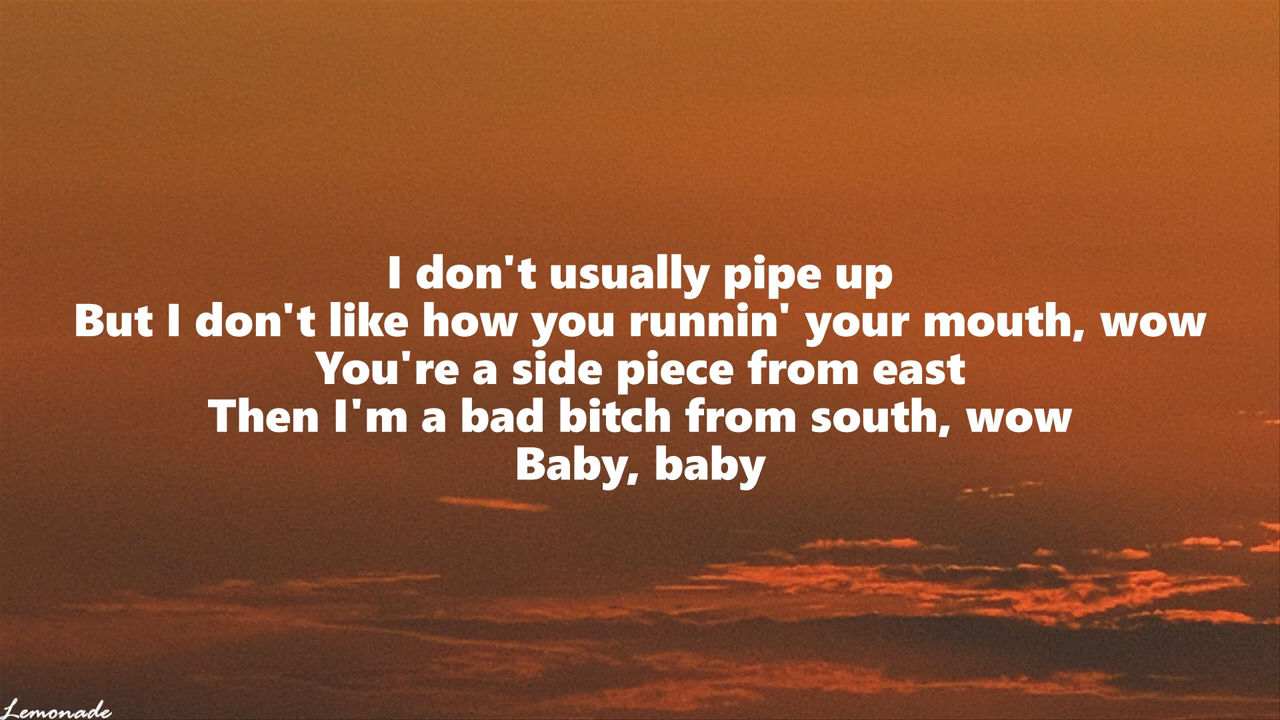 I don't usually pipe up
But I don't like how you runnin' your mouth, wow
You're a side piece from east
Then I'm a bad bitch from south, wow
Baby, baby
Lemonade